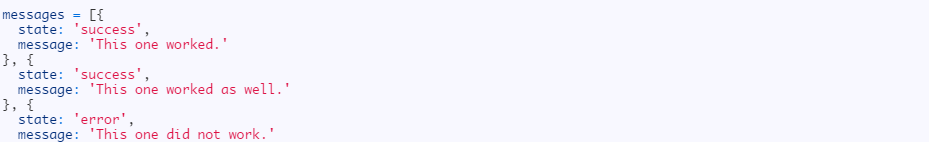 messages = [{
  state: 'success',
  message: 'This one worked.'
}, {
  state: 'success',
  message: 'This one worked as well.'
}, {
  state: 'error',
  message: 'This one did not work.'